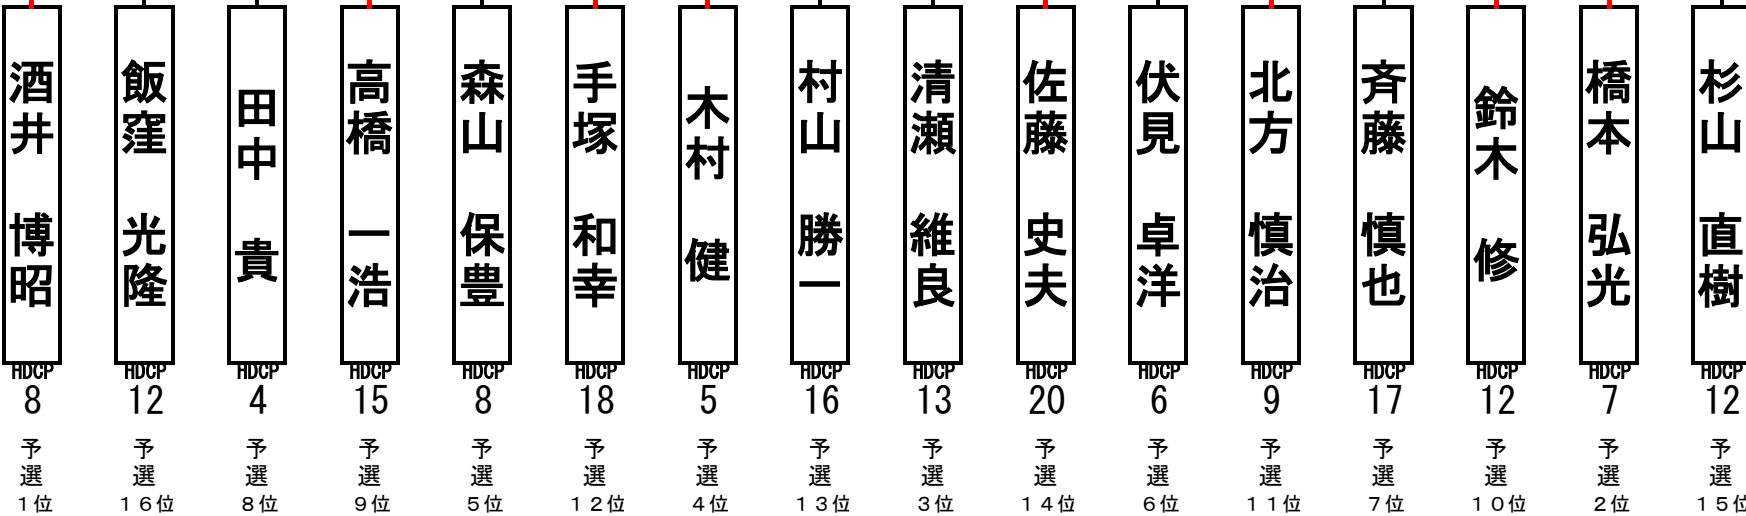 酒井 博昭
HDCP
8
予選
1位
飯窪 光隆
HDCP
12
予選
16位
田中 貴
HDCP
4
予選
8位
高橋 一浩
HDCP
15
予選
9位
森山 保豊
HDCP
8
予選
5位
手塚 和幸
HDCP
18
予選
12位
木村 健
HDCP
5
予選
4位
村山 勝一
HDCP
16
予選
13位
清瀬 維良
HDCP
13
予選
3位
佐藤 史夫
HDCP
20
予選
14位
伏見 卓洋
HDCP
6
予選
6位
北方 慎治
HDCP
9
予選
11位
斉藤 慎也
HDCP
17
予選
7位
鈴木 修
HDCP
12
予選
10位
橋本 弘光
HDCP
7
予選
2位
杉山 直樹
HDCP
12
予選
15位